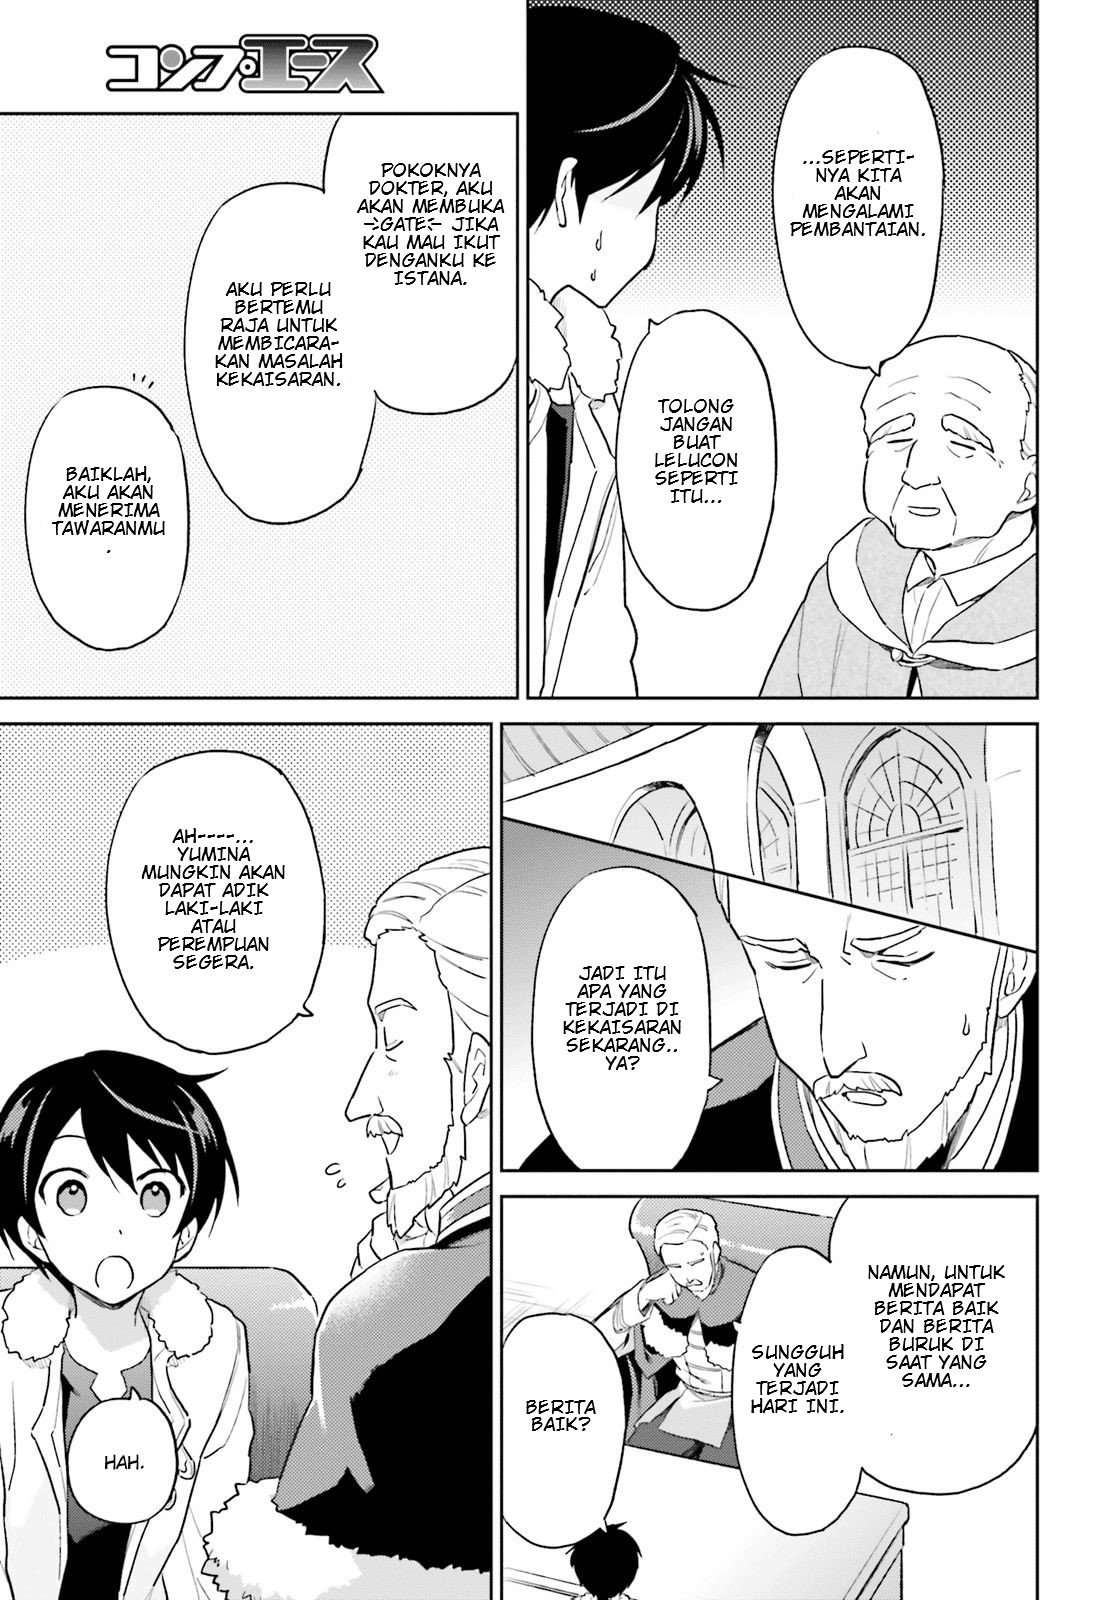 コンプエース
...SEPERTI-
NYA KITA
AKAN
MENGALAMI
PEMBANTAIAN.
TOLONG
JANGAN
BUAT
LELUCON
SEPERTI
ITU...
POKOKNYA
DOKTER, AKU
AKAN MEMBUKA
>GATE< JIKA
KAU MAU IKUT
DENGANKU KE
ISTANA.
AKU PERLU
BERTEMU
RAJA UNTUK
MEMBICARA-
KAN MASALAH
KEKAISARAN.
BAIKLAH,
AKU AKAN
MENERIMA
TAWARANMU
.
JADI ITU
APA YANG
TERJADI DI
KEKAISARAN
SEKARANG..
YA?
NAMUN, UNTUK
MENDAPAT
BERITA BAIK
DAN BERITA
BURUK DI
SAAT YANG
SAMA...
SUNGGUH
YANG
TERJADI
HARI INI.
BERITA
BAIK?
AH----...
YUMINA
MUNGKIN AKAN
DAPAT ADIK
LAKI-LAKI
ATAU
PEREMPUAN
SEGERA.
HAH.